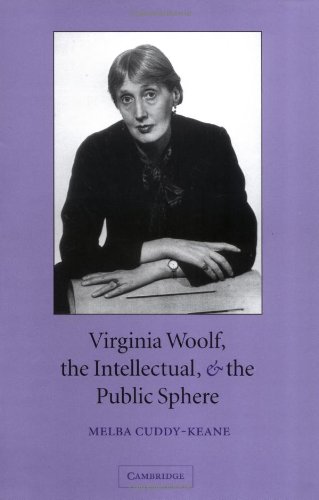 Virginia Woolf,
the Intellectual, & the
Public Sphere
MELBA CUDDY-KEANE
CAMBRIDGE